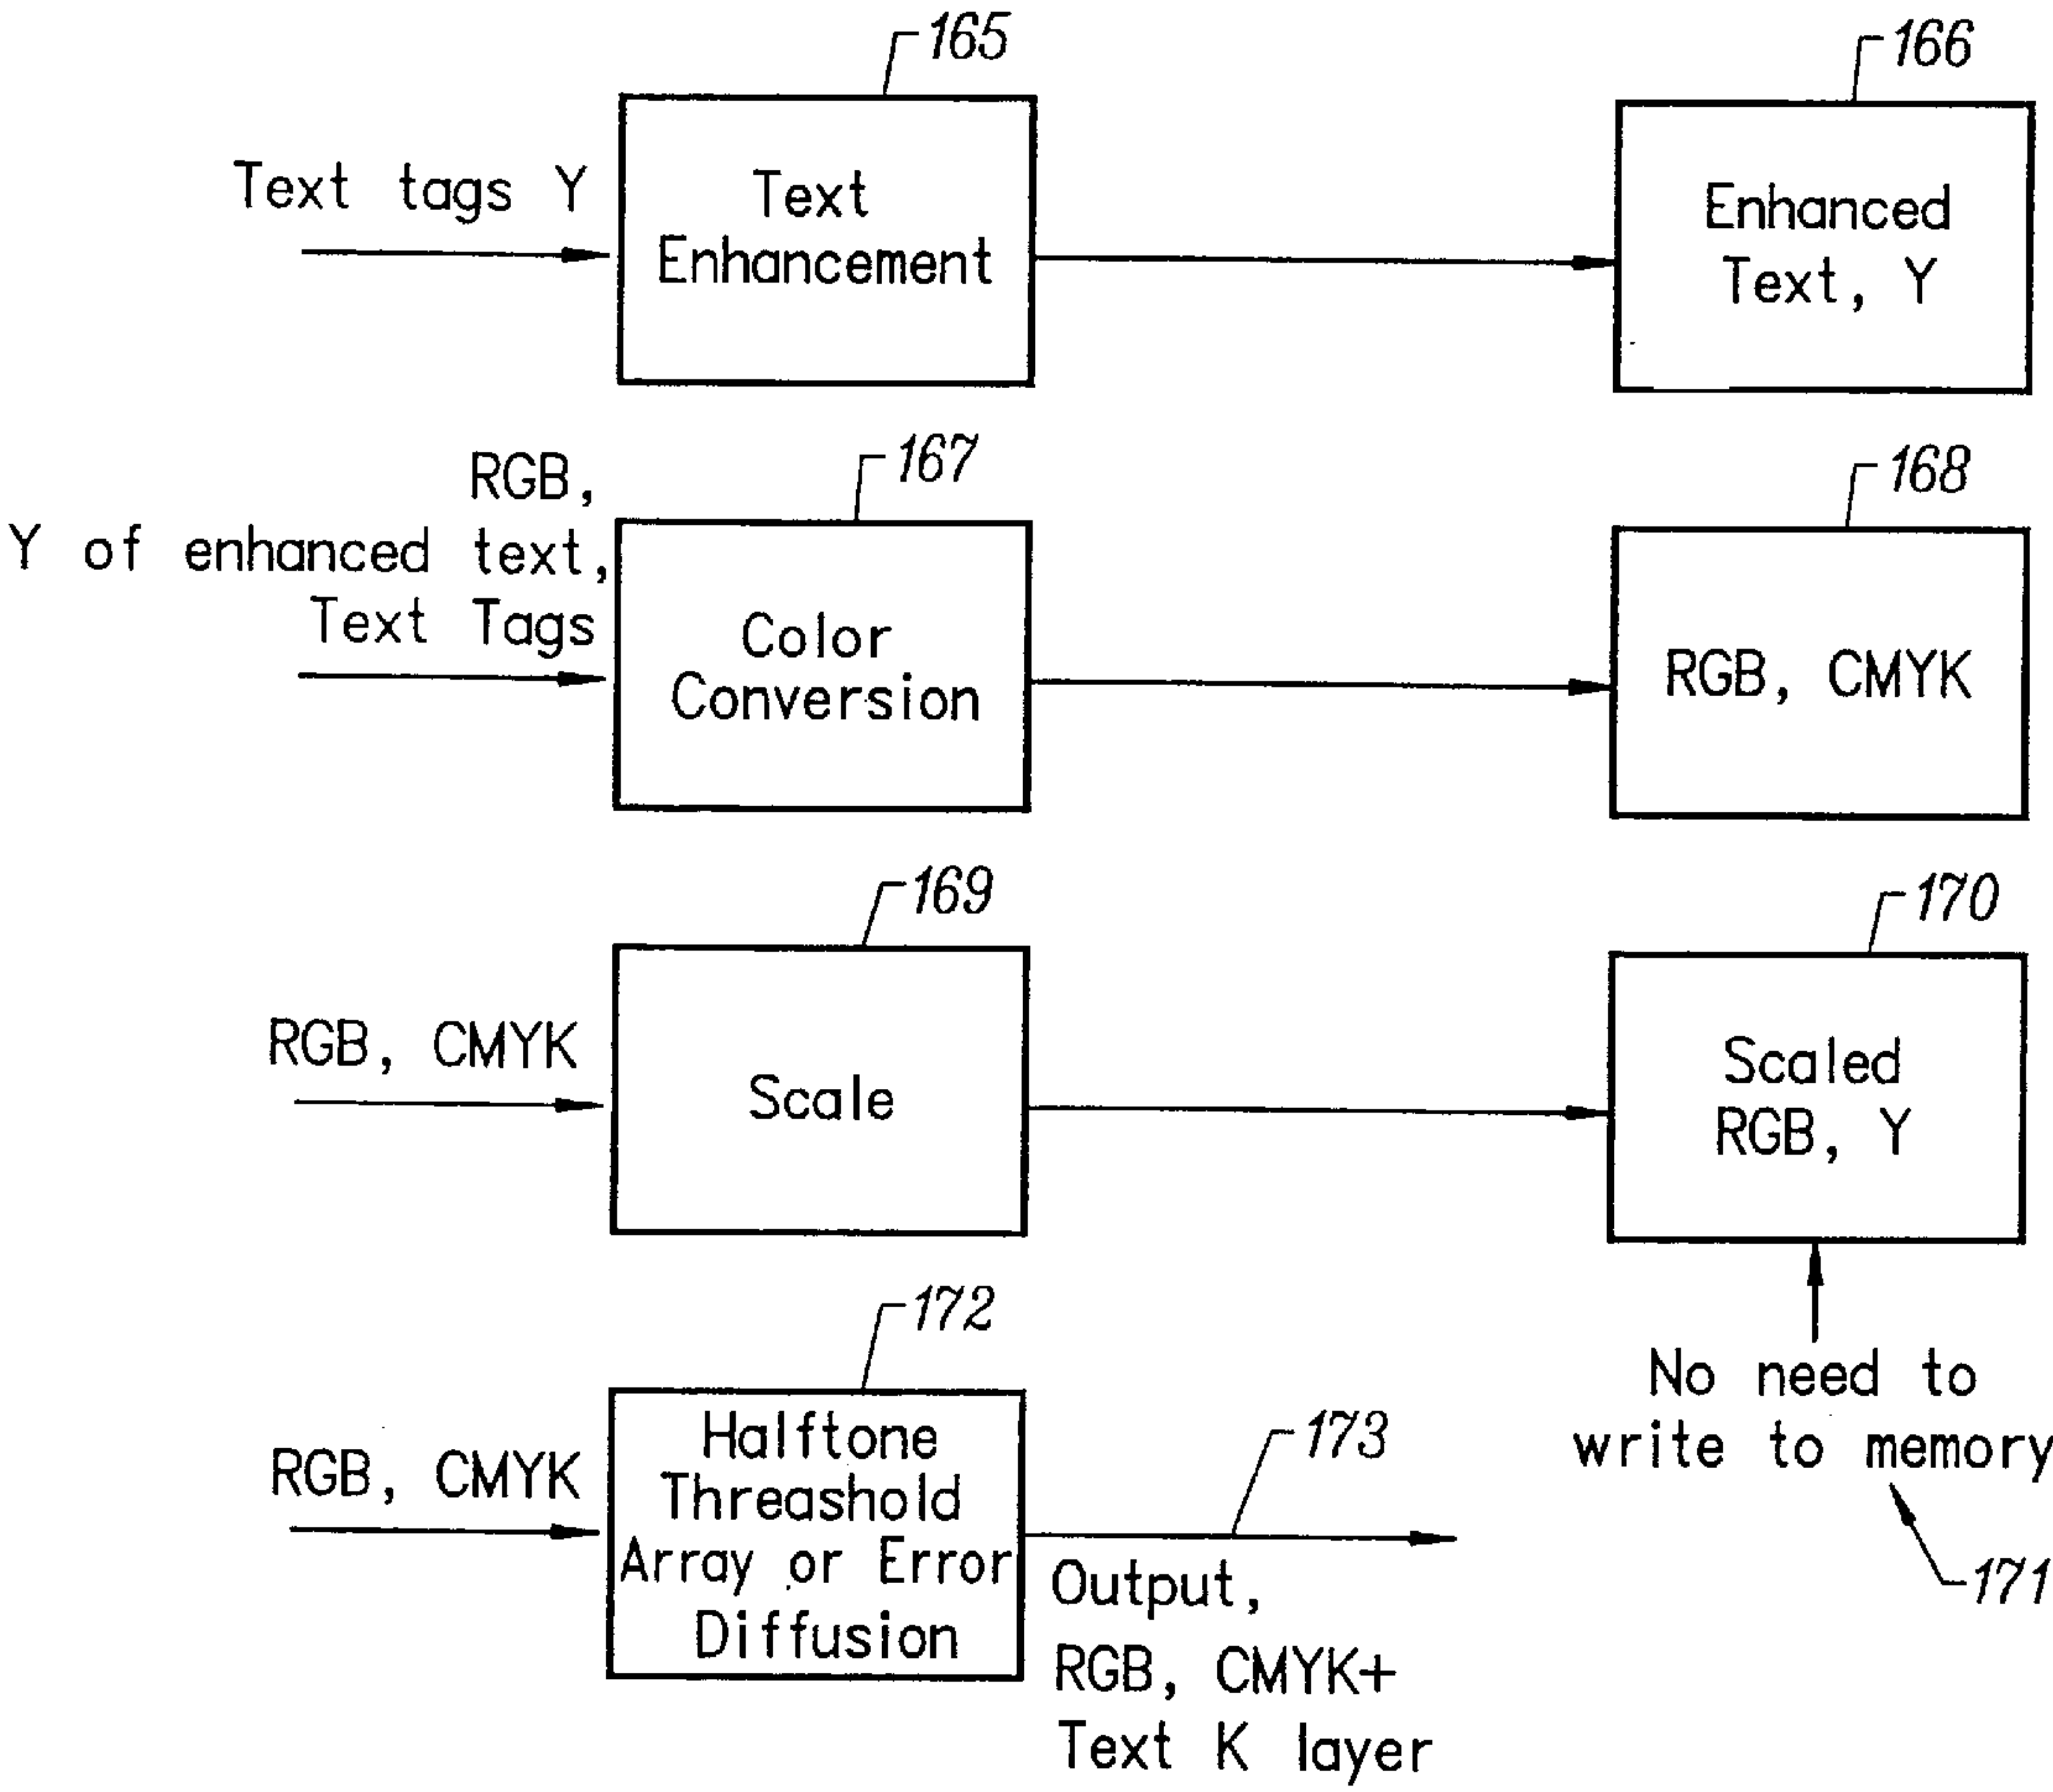 165
166
Text tags Y
Text
Enhancement
Enhanced
Text, Y
167
168
RGB,
Y of enhanced text,
Text Tags
Color
Conversion
RGB, CMYK
169
170
RGB, CMYK
Scale
Scaled
RGB, Y
172
No need to
write to memory
171
RGB, CMYK
Halftone
Threashold
Array or Error
Diffusion
173
Output,
RGB, CMYK+
Text K layer